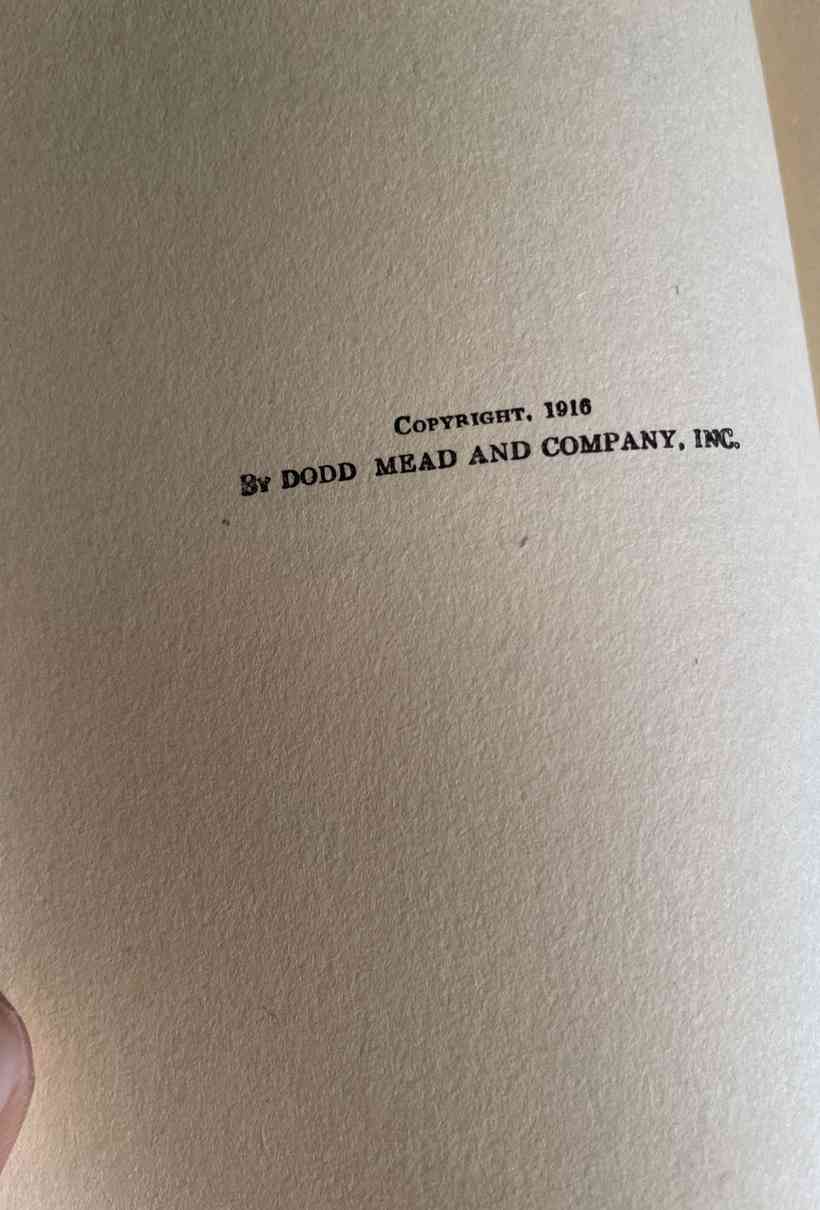 COPYRIGHT, 1916
BY DODD MEAD AND COMPANY, INC.